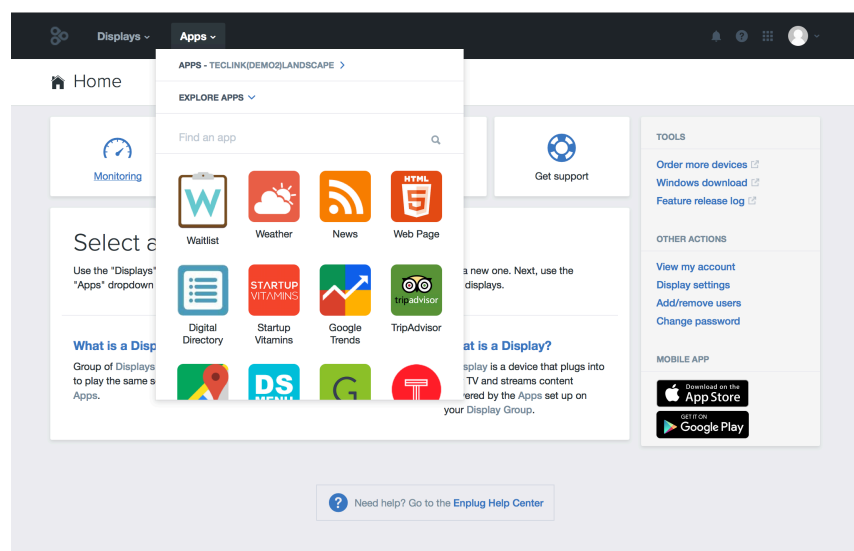 Displays
Apps
APPS - TECLINK(DEMO2)LANDSCAPE
EXPLORE APPS
Find an app
Home
Monitoring
Get support
Waitlist
Weather
News
HTML
5
Web Page
Digital
Directory
STARTUP
VITAMINS
Startup
Vitamins
Google
Trends
tripadvisor
TripAdvisor
DS
G
T
Select a
Use the "Displays"
"Apps" dropdown
a new one. Next, use the
displays.
What is a Disp
Group of Displays
to play the same s
Apps.
at is a Display?
splay is a device that plugs into
TV and streams content
ered by the Apps set up on
your Display Group.
TOOLS
Order more devices
Windows download
Feature release log
OTHER ACTIONS
View my account
Display settings
Add/remove users
Change password
MOBILE APP
Download on the
App Store
GET IT ON
Google Play
Need help? Go to the Enplug Help Center